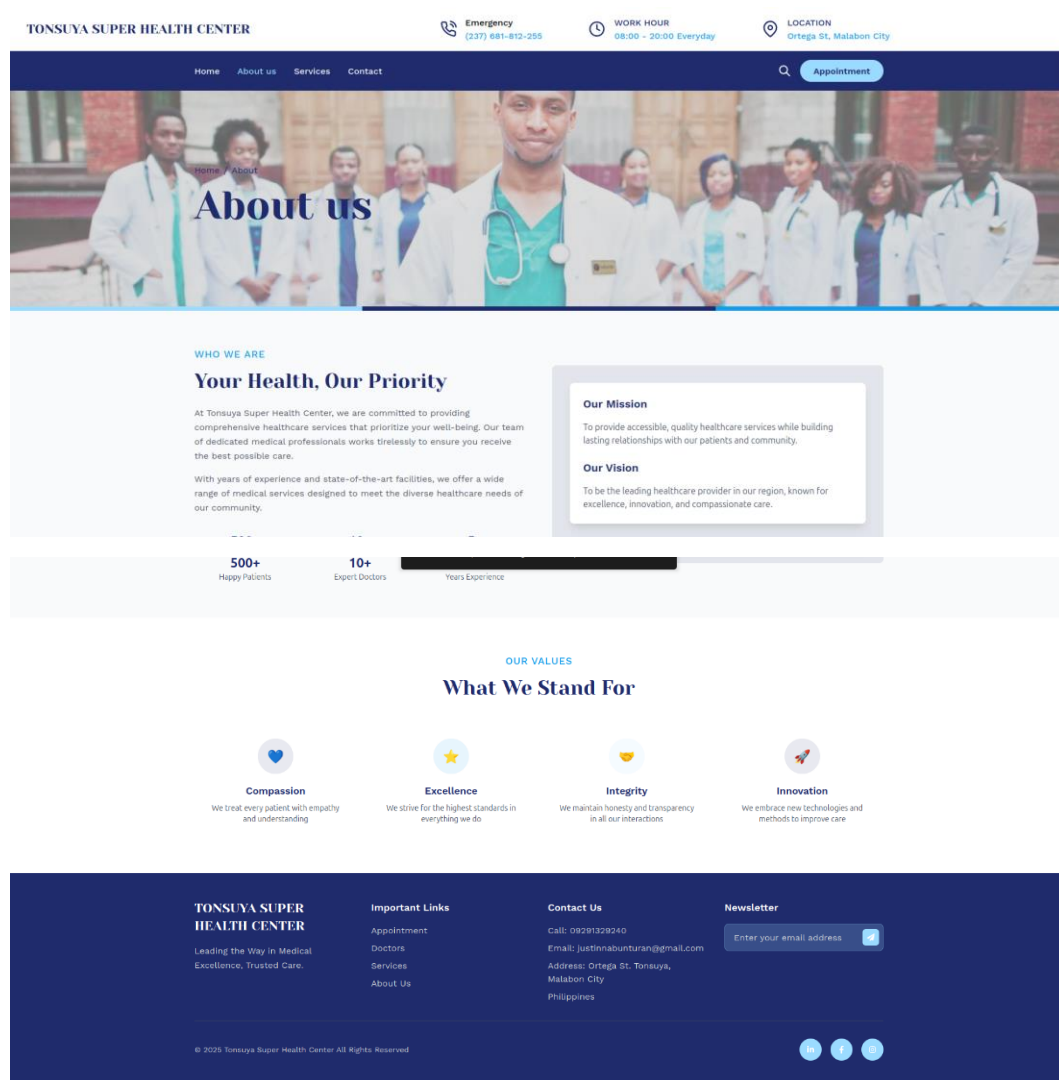 TONSUYA SUPER HEALTH CENTER
Emergency
(237) 681-812-255
WORK HOUR
08:00 - 20:00 Everyday
LOCATION
Ortega St, Malabon City
Home About us Services Contact
Appointment
Home / About
About us
WHO WE ARE
Your Health, Our Priority
At Tonsuya Super Health Center, we are committed to providing
comprehensive healthcare services that prioritize your well-being. Our team
of dedicated medical professionals works tirelessly to ensure you receive
the best possible care.
With years of experience and state-of-the-art facilities, we offer a wide
range of medical services designed to meet the diverse healthcare needs of
our community.
Our Mission
To provide accessible, quality healthcare services while building
lasting relationships with our patients and community.
Our Vision
To be the leading healthcare provider in our region, known for
excellence, innovation, and compassionate care.
500+
Happy Patients
10+
Expert Doctors
Years Experience
OUR VALUES
What We Stand For
Compassion
We treat every patient with empathy
and understanding
Excellence
We strive for the highest standards in
everything we do
Integrity
We maintain honesty and transparency
in all our interactions
Innovation
We embrace new technologies and
methods to improve care
TONSUYA SUPER
HEALTH CENTER
Leading the Way in Medical
Excellence, Trusted Care.
Important Links
Appointment
Doctors
Services
About Us
Contact Us
Call: 09291329240
Email: justinnabunturan@gmail.com
Address: Ortega St. Tonsuya,
Malabon City
Philippines
Newsletter
Enter your email address
© 2025 Tonsuya Super Health Center All Rights Reserved